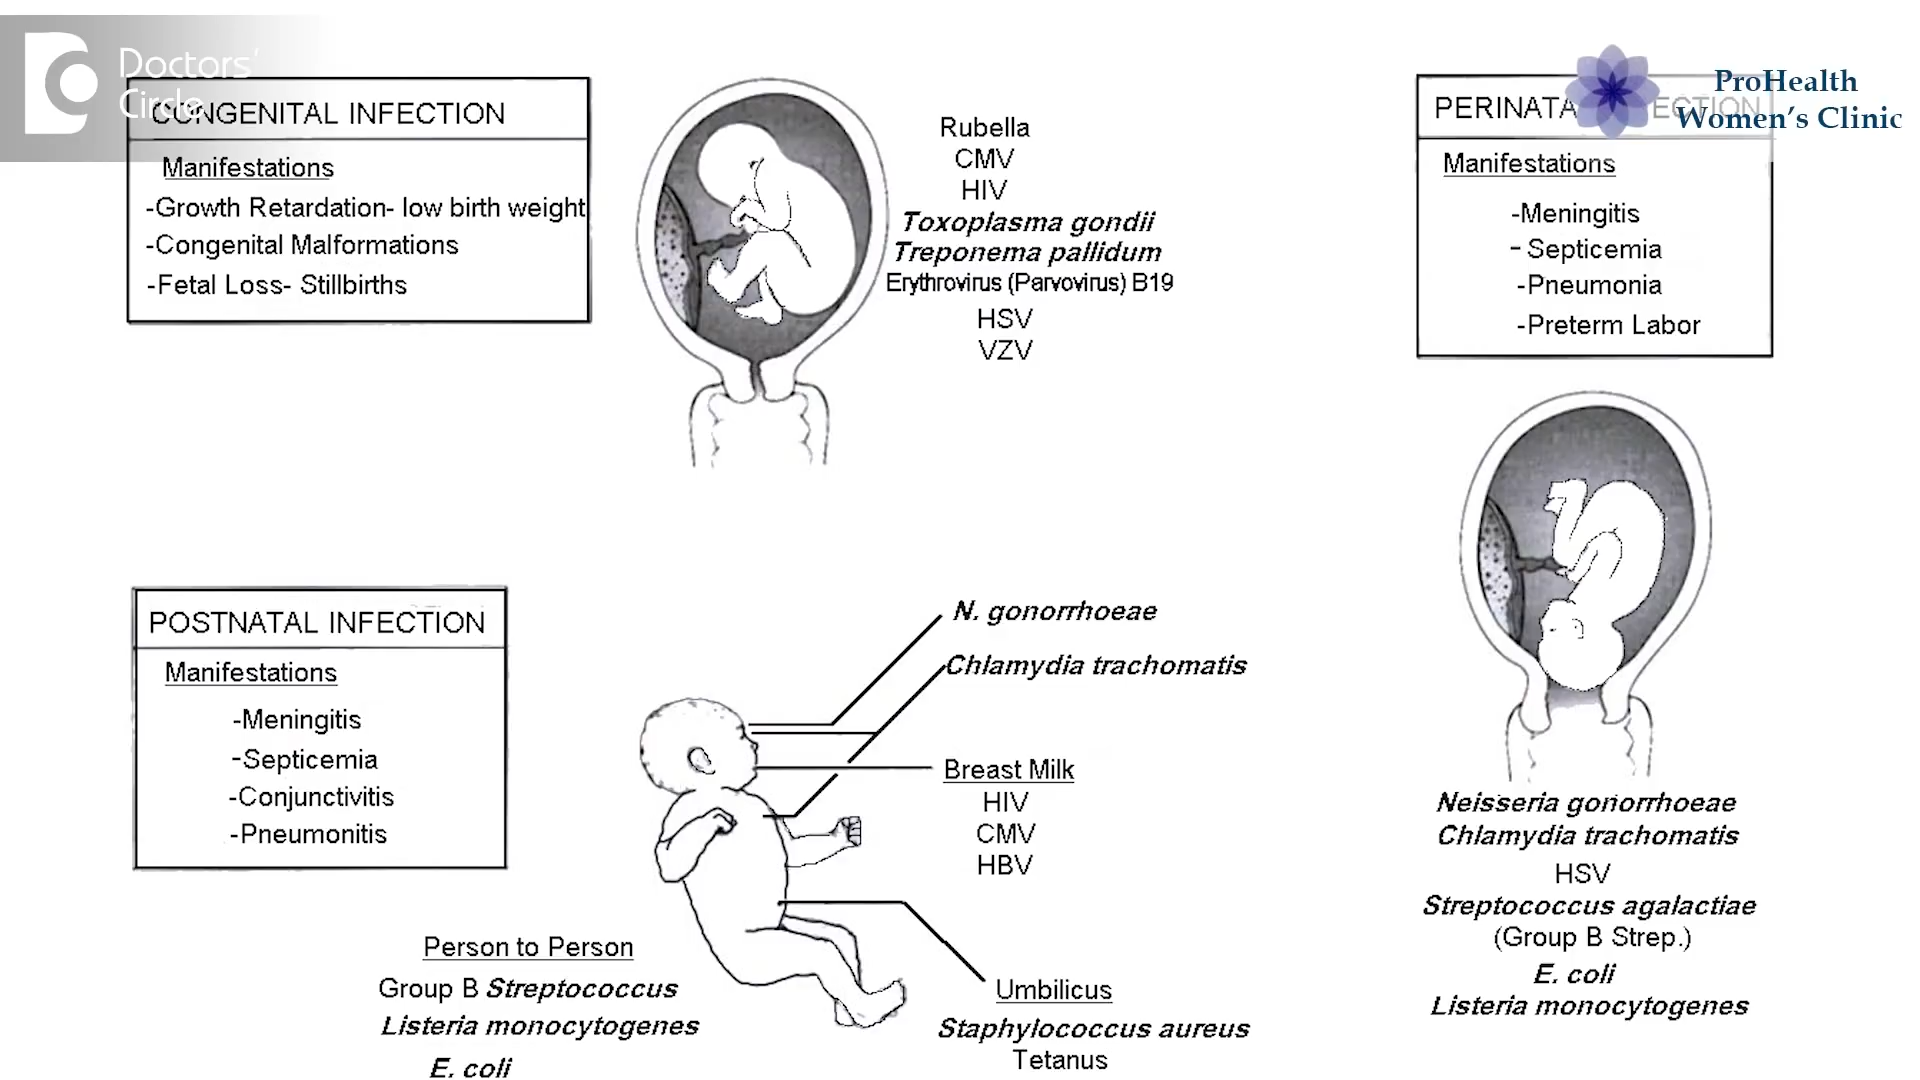 Doctors'
Circle
CONGENITAL INFECTION
Manifestations
-Growth Retardation- low birth weight
-Congenital Malformations
-Fetal Loss- Stillbirths
Rubella
CMV
HIV
Toxoplasma gondii
Treponema pallidum
Erythrovirus (Parvovirus) B19
HSV
VZV
ProHealth
Women's Clinic
PERINATA ECTION
Manifestations
-Meningitis
- Septicemia
-Pneumonia
-Preterm Labor
Neisseria gonorrhoeae
Chlamydia trachomatis
HSV
Streptococcus agalactiae
(Group B Strep.)
E. coli
Listeria monocytogenes
POSTNATAL INFECTION
Manifestations
-Meningitis
-Septicemia
-Conjunctivitis
-Pneumonitis
N. gonorrhoeae
Chlamydia trachomatis
Breast Milk
HIV
CMV
HBV
Umbilicus
Staphylococcus aureus
Tetanus
Person to Person
Group B Streptococcus
Listeria monocytogenes
E. coli